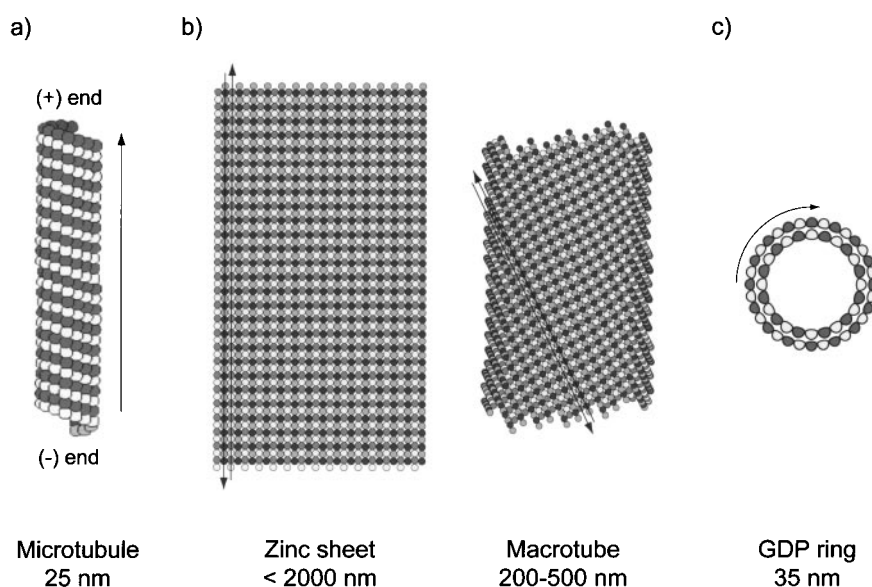 a)
b)
c)
(+) end
(-) end
Microtubule
25 nm
Zinc sheet
< 2000 nm
Macrotube
200-500 nm
GDP ring
35 nm